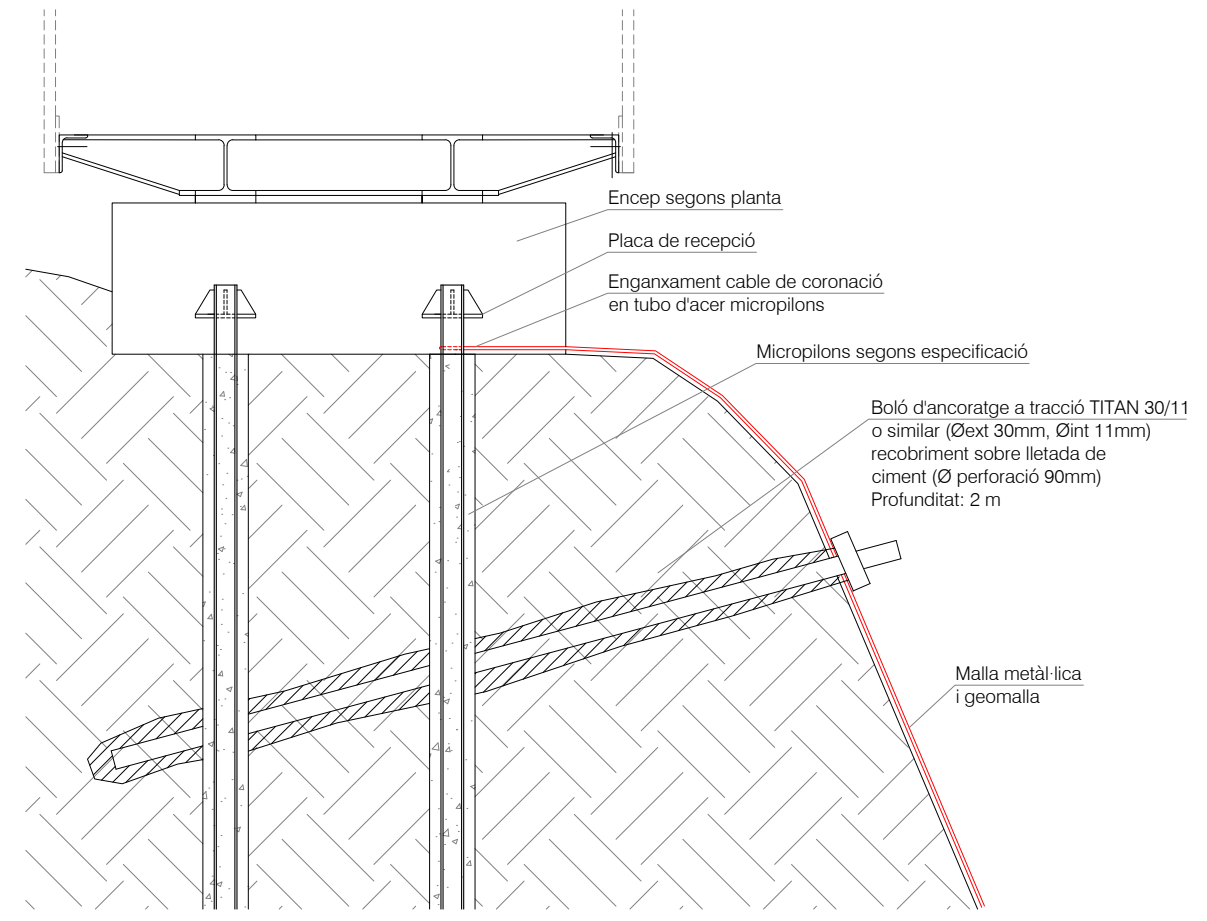 Encep segons planta
Placa de recepció
Enganxament cable de coronació
en tubo d'acer micropilons
Micropilons segons especificació
Boló d'ancoratge a tracció TITAN 30/11
o similar (Øext 30mm, Øint 11mm)
recobriment sobre lletada de
ciment (Ø perforació 90mm)
Profunditat: 2 m
Malla metàl·lica
i geomalla